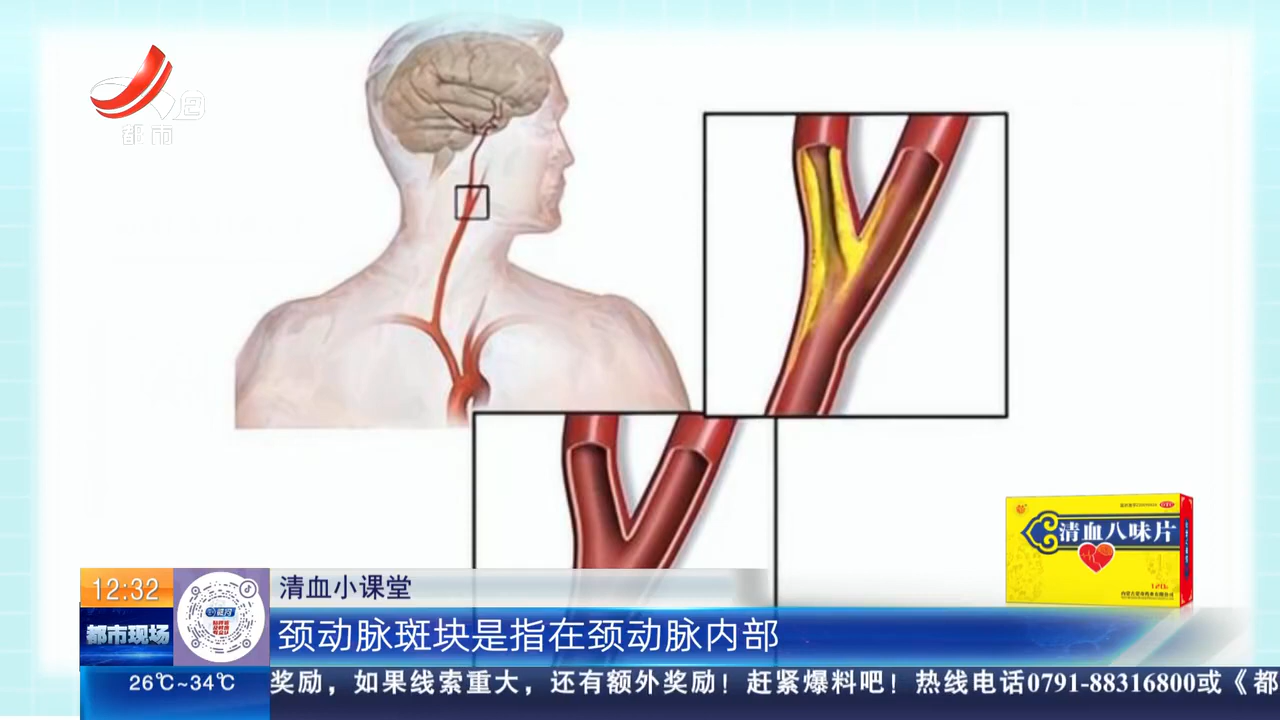 都市
清血八味片
清血小课堂
12:32
都市现场
颈动脉斑块是指在颈动脉内部
26℃~34℃
奖励，如果线索重大，还有额外奖励！赶紧爆料吧！热线电话0791-88316800或《都